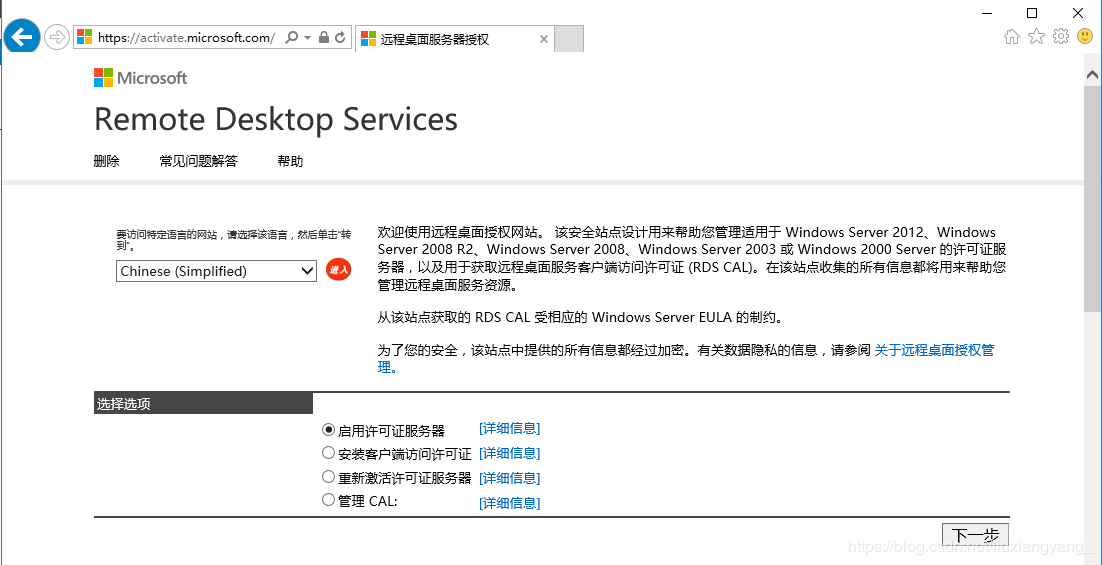 https://activate.microsoft.com/
远程桌面服务器授权
Microsoft
Remote Desktop Services
删除 常见问题解答 帮助
要访问特定语言的网站，请选择该语言，然后单击“转
到”。
Chinese (Simplified)
进入
欢迎使用远程桌面授权网站。 该安全站点设计用来帮助您管理适用于 Windows Server 2012、Windows
Server 2008 R2、Windows Server 2008、Windows Server 2003 或 Windows 2000 Server 的许可证服
务器，以及用于获取远程桌面服务客户端访问许可证 (RDS CAL)。在该站点收集的所有信息都将用来帮助您
管理远程桌面服务资源。
从该站点获取的 RDS CAL 受相应的 Windows Server EULA 的制约。
为了您的安全，该站点中提供的所有信息都经过加密。有关数据隐私的信息，请参阅 关于远程桌面授权管
理。
选择选项
启用许可证服务器 [详细信息]
安装客户端访问许可证 [详细信息]
重新激活许可证服务器 [详细信息]
管理 CAL: [详细信息]
下一步